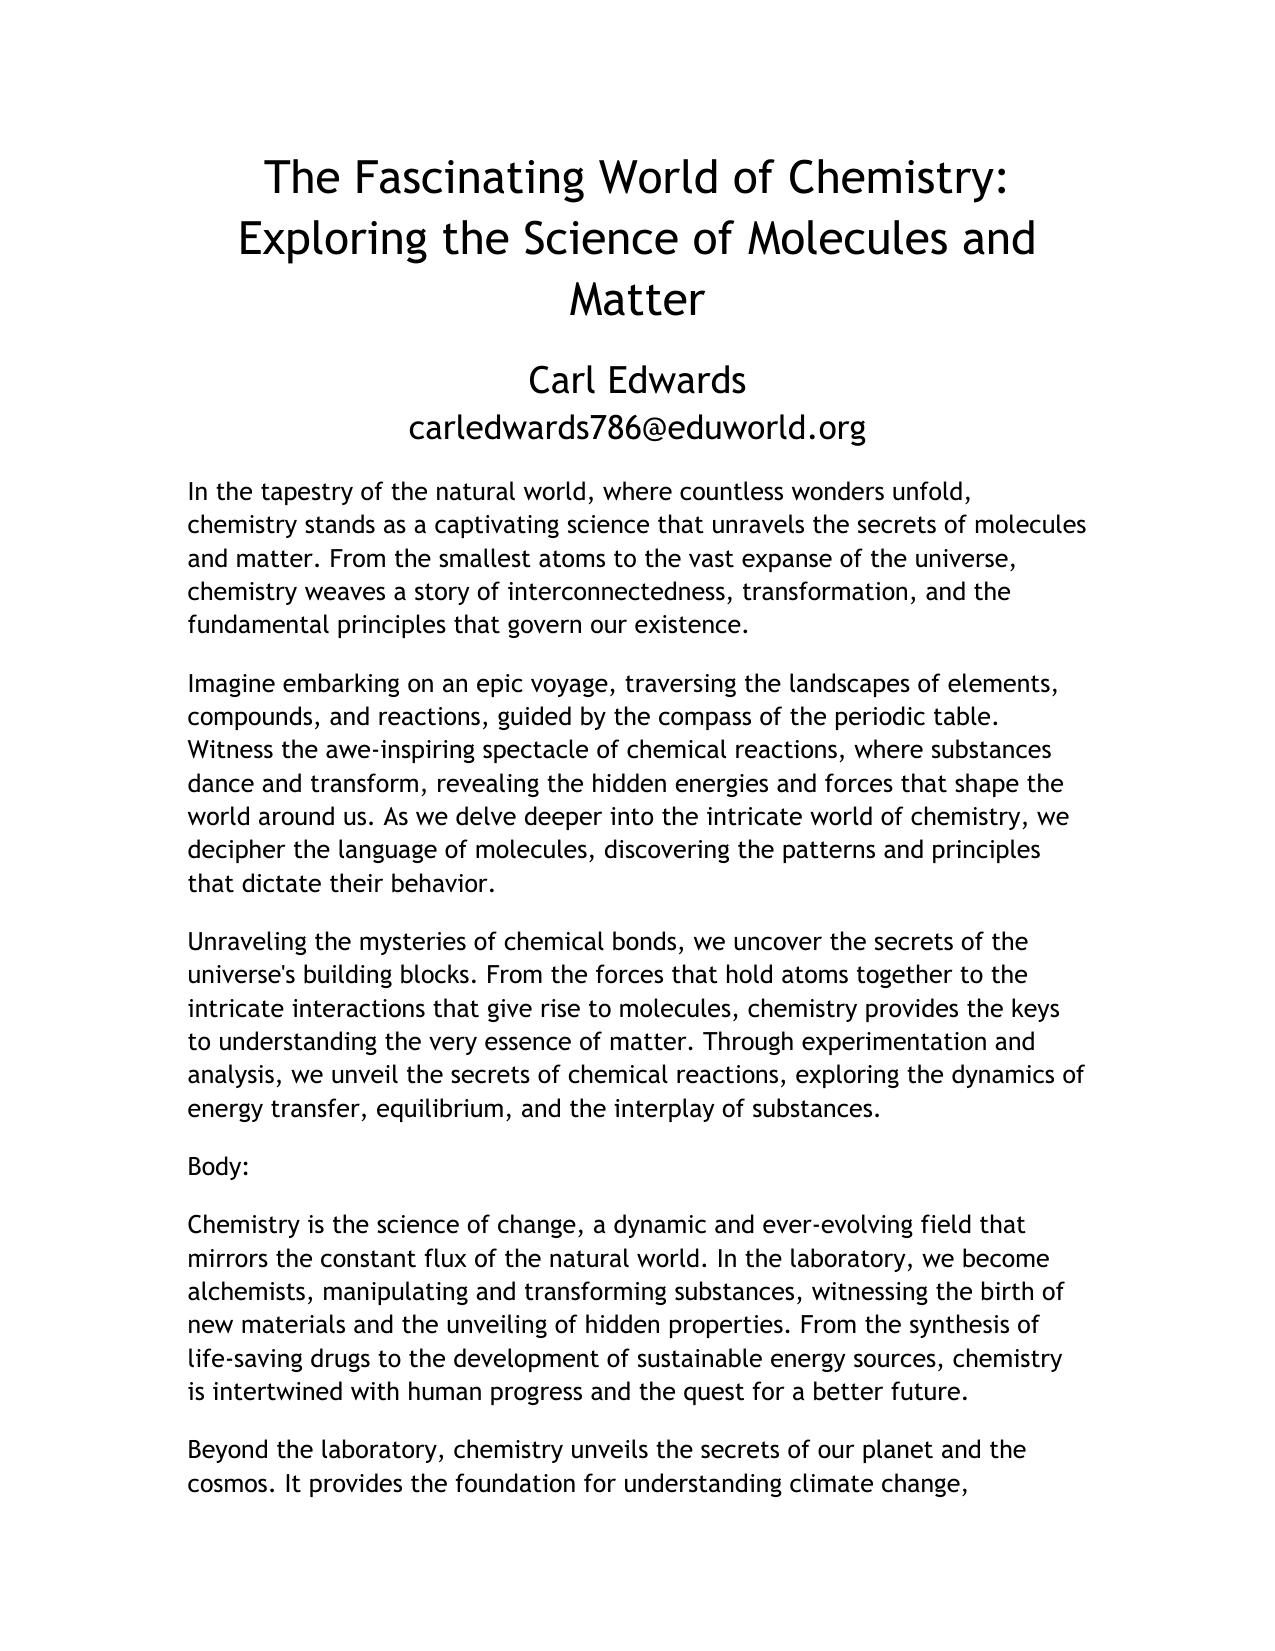 The Fascinating World of Chemistry:
Exploring the Science of Molecules and
Matter
Carl Edwards
carledwards786@eduworld.org
In the tapestry of the natural world, where countless wonders unfold,
chemistry stands as a captivating science that unravels the secrets of molecules
and matter. From the smallest atoms to the vast expanse of the universe,
chemistry weaves a story of interconnectedness, transformation, and the
fundamental principles that govern our existence.
Imagine embarking on an epic voyage, traversing the landscapes of elements,
compounds, and reactions, guided by the compass of the periodic table.
Witness the awe-inspiring spectacle of chemical reactions, where substances
dance and transform, revealing the hidden energies and forces that shape the
world around us. As we delve deeper into the intricate world of chemistry, we
decipher the language of molecules, discovering the patterns and principles
that dictate their behavior.
Unraveling the mysteries of chemical bonds, we uncover the secrets of the
universe's building blocks. From the forces that hold atoms together to the
intricate interactions that give rise to molecules, chemistry provides the keys
to understanding the very essence of matter. Through experimentation and
analysis, we unveil the secrets of chemical reactions, exploring the dynamics of
energy transfer, equilibrium, and the interplay of substances.
Body:
Chemistry is the science of change, a dynamic and ever-evolving field that
mirrors the constant flux of the natural world. In the laboratory, we become
alchemists, manipulating and transforming substances, witnessing the birth of
new materials and the unveiling of hidden properties. From the synthesis of
life-saving drugs to the development of sustainable energy sources, chemistry
is intertwined with human progress and the quest for a better future.
Beyond the laboratory, chemistry unveils the secrets of our planet and the
cosmos. It provides the foundation for understanding climate change,